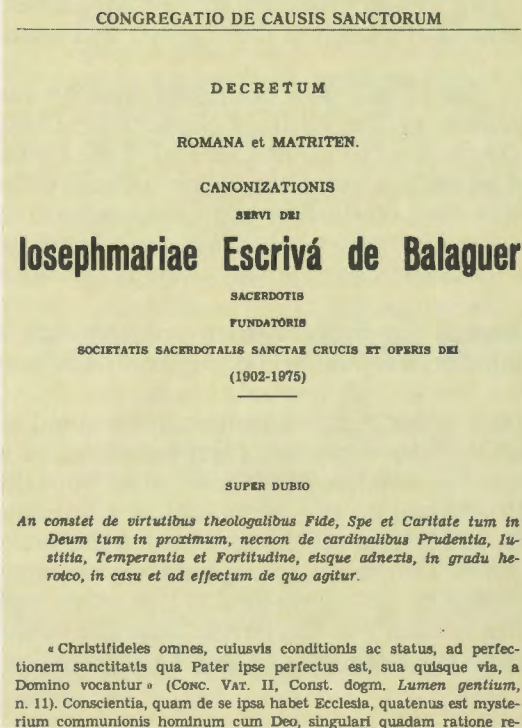 CONGREGATIO DE CAUSIS SANCTORUM
DECRETUM
ROMANA et MATRITEN.
CANONIZATIONIS
SERVI DEI
Iosephmariae Escrivá de Balaguer
SACERDOTIS
FUNDATORIS
SOCIETATIS SACERDOTALIS SANCTAE CRUCIS ET OPERIS DEI
(1902-1975)
SUPER DUBIO
An constet de virtutibus theologalibus Fide, Spe et Caritate tum in
Deum tum in proximum, necnon de cardinalibus Prudentia, Iu-
stitia, Temperantia et Fortitudine, eisque adnexis, in gradu he-
roico, in casu et ad effectum de quo agitur.
« Christifideles omnes, cuiusvis conditionis ac status, ad perfec-
tionem sanctitatis qua Pater ipse perfectus est, sua quisque via, a
Domino vocantur » (CONC. VAT. II, Const. dogm. Lumen gentium,
n. 11). Conscientia, quam de se ipsa habet Ecclesia, quatenus est myste-
rium communionis hominum cum Deo, singulari quadam ratione re-